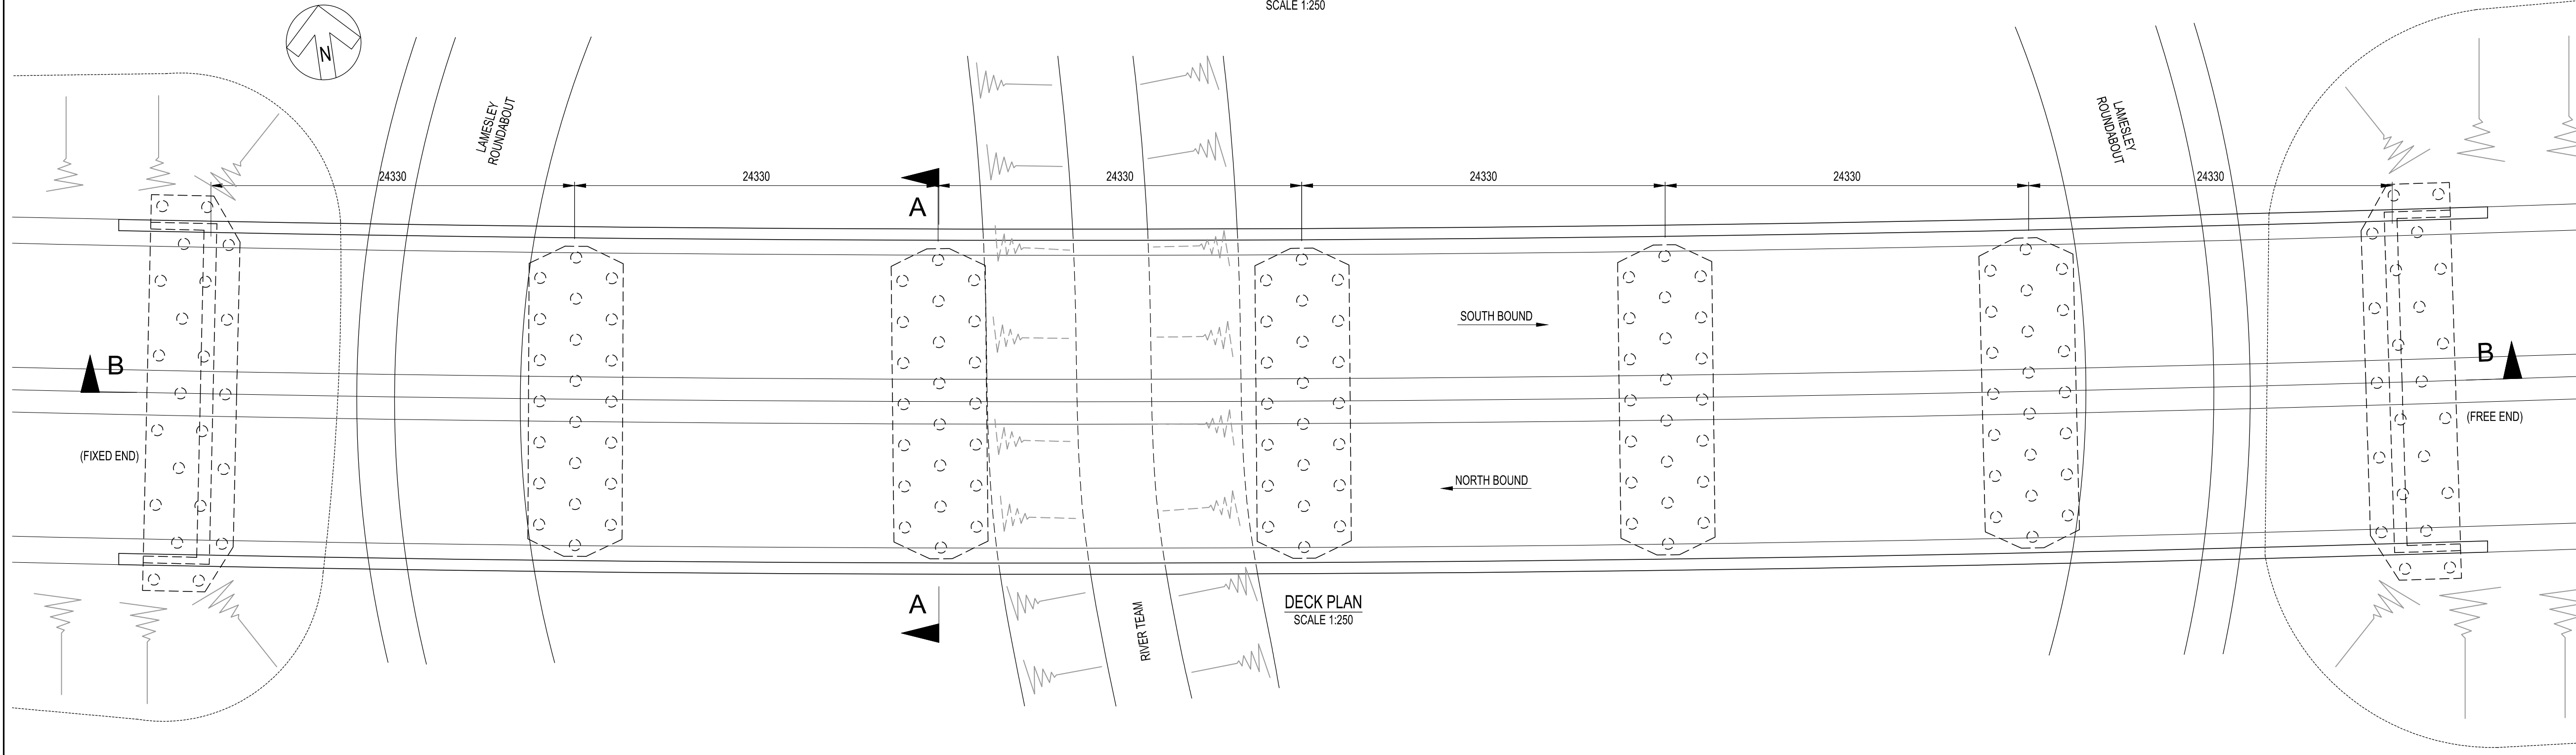 SCALE 1:250
N
LAMESLEY
ROUNDABOUT
LAMESLEY
ROUNDABOUT
24330
24330
24330
24330
24330
24330
A
SOUTH BOUND
B
B
(FREE END)
(FIXED END)
NORTH BOUND
A
DECK PLAN
SCALE 1:250
RIVER TEAM